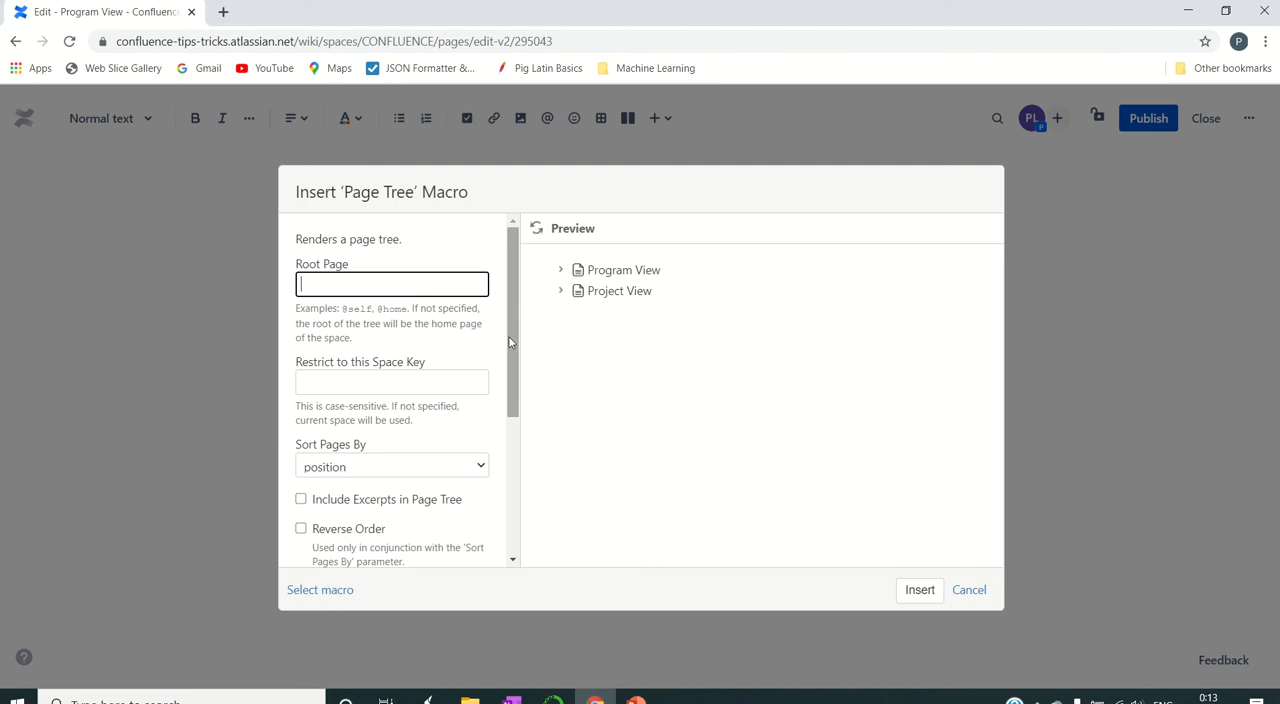 Edit - Program View - Confluence
confluence-tips-tricks.atlassian.net/wiki/spaces/CONFLUENCE/pages/edit-v2/295043
P
Apps Web Slice Gallery Gmail YouTube Maps JSON Formatter &... Pig Latin Basics Machine Learning Other bookmarks
Normal text B I ... A PL P Publish Close ...
Insert 'Page Tree' Macro
Renders a page tree.
Preview
Root Page
Program View
Project View
Examples: @self, @home. If not specified,
the root of the tree will be the home page
of the space.
Restrict to this Space Key
This is case-sensitive. If not specified,
current space will be used.
Sort Pages By
position
Include Excerpts in Page Tree
Reverse Order
Used only in conjunction with the 'Sort
Pages By' parameter.
Select macro Insert Cancel
Feedback
Type here to search ENG 0:13